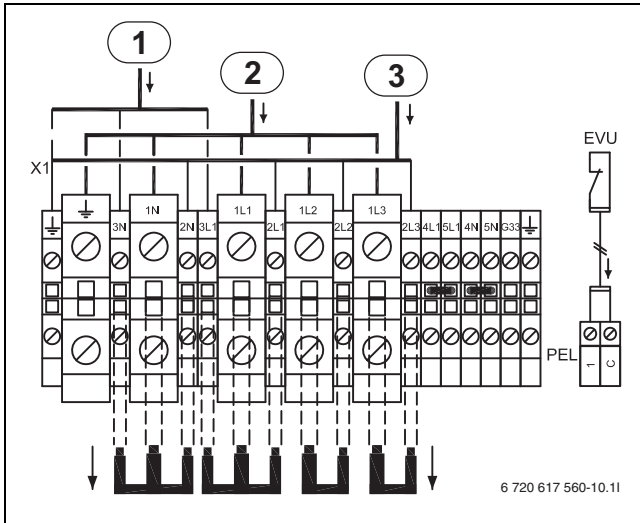 1
2
3
EVU
X1
⏚ ⏚ 3N 1N 2N 3L1 1L1 2L1 1L2 2L2 1L3 2L3 4L1 5L1 4N 5N G33 ⏚
PEL 1 C
6 720 617 560-10.1I